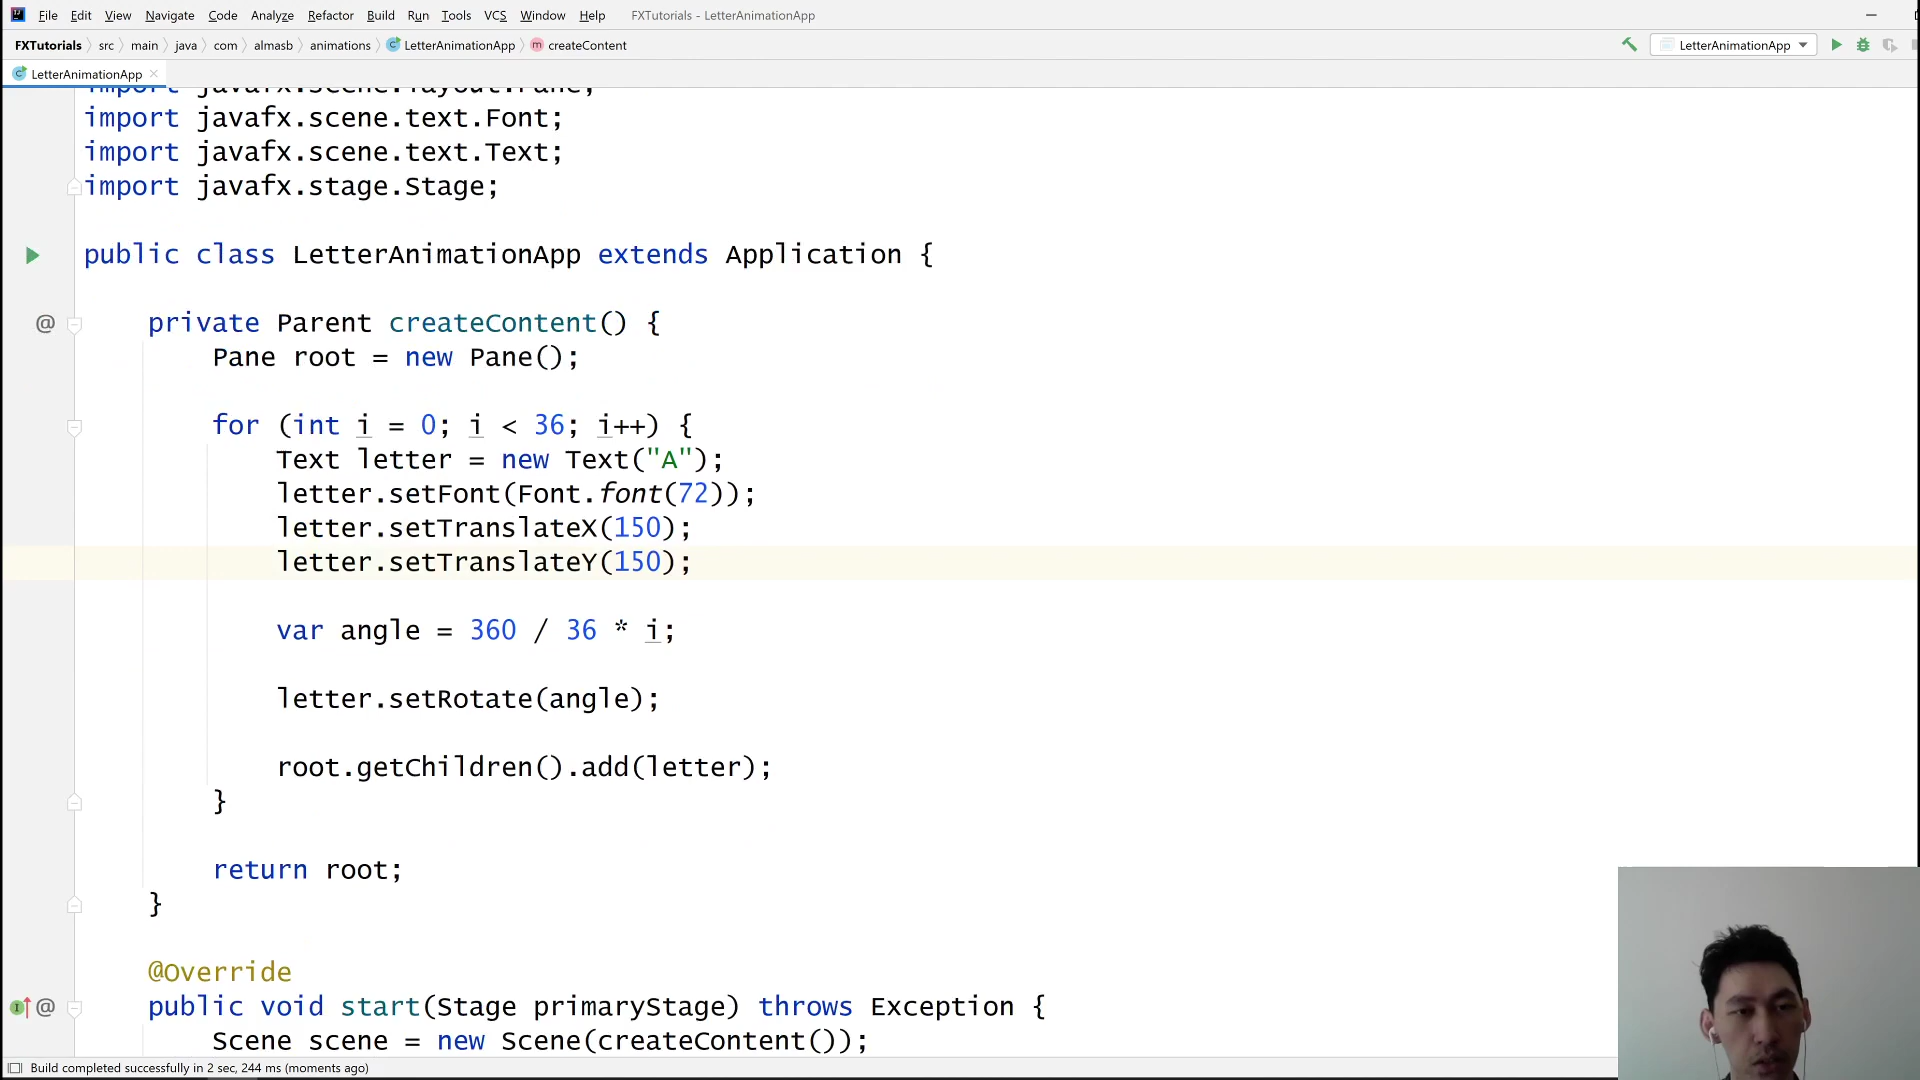 File Edit View Navigate Code Analyze Refactor Build Run Tools VCS Window Help FXTutorials - LetterAnimationApp
FXTutorials src main java com almasb animations LetterAnimationApp createContent LetterAnimationApp
LetterAnimationApp
import javafx.scene.layout.Pane;
import javafx.scene.text.Font;
import javafx.scene.text.Text;
import javafx.stage.Stage;
public class LetterAnimationApp extends Application {
private Parent createContent() {
Pane root = new Pane();
for (int i = 0; i < 36; i++) {
Text letter = new Text("A");
letter.setFont(Font.font(72));
letter.setTranslateX(150);
letter.setTranslateY(150);
var angle = 360 / 36 * i;
letter.setRotate(angle);
root.getChildren().add(letter);
}
return root;
}
@Override
public void start(Stage primaryStage) throws Exception {
Scene scene = new Scene(createContent());
Build completed successfully in 2 sec, 244 ms (moments ago)